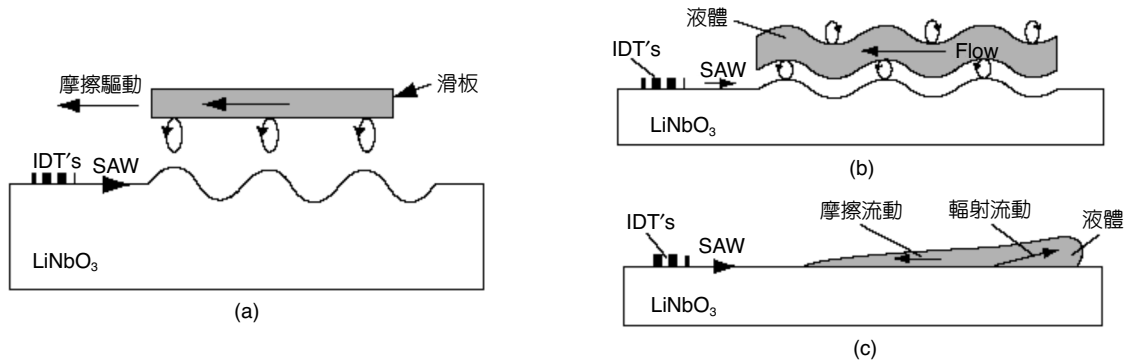 摩擦驅動
滑板
IDT's
SAW
LiNbO3
(a)
液體
IDT's
SAW
Flow
LiNbO3
(b)
IDT's
SAW
摩擦流動
輻射流動
液體
LiNbO3
(c)